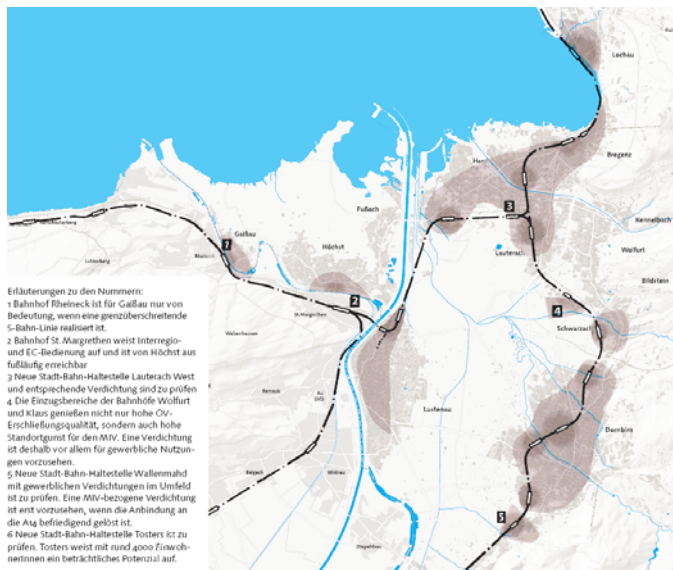 Lochau
Bregenz
Har
Kennelbach
Fußach
3
Gaißau
Höchst
Lauterach
Wolfurt
1
Bildstein
2
4
St. Margrethen
Schwarzach
Lustenau
Dornbirn
Widnau
5
Erläuterungen zu den Nummern:
1 Bahnhof Rheineck ist für Gaißau nur von
Bedeutung, wenn eine grenzüberschreitende
S-Bahn-Linie realisiert ist.
2 Bahnhof St. Margrethen weist Interregio-
und EC-Bedienung auf und ist von Höchst aus
fußläufig erreichbar
3 Neue Stadt-Bahn-Haltestelle Lauterach West
und entsprechende Verdichtung sind zu prüfen
4 Die Einzugsbereiche der Bahnhöfe Wolfurt
und Klaus genießen nicht nur hohe ÖV-
Erschließungsqualität, sondern auch hohe
Standortgunst für den MIV. Eine Verdichtung
ist deshalb vor allem für gewerbliche Nutzun-
gen vorzusehen.
5 Neue Stadt-Bahn-Haltestelle Wallenmahd
mit gewerblichen Verdichtungen im Umfeld
ist zu prüfen. Eine MIV-bezogene Verdichtung
ist erst vorzusehen, wenn die Anbindung an
die A14 befriedigend gelöst ist.
6 Neue Stadt-Bahn-Haltestelle Tosters ist zu
prüfen. Tosters weist mit rund 4000 Einwoh-
nerinnen ein beträchtliches Potenzial auf.